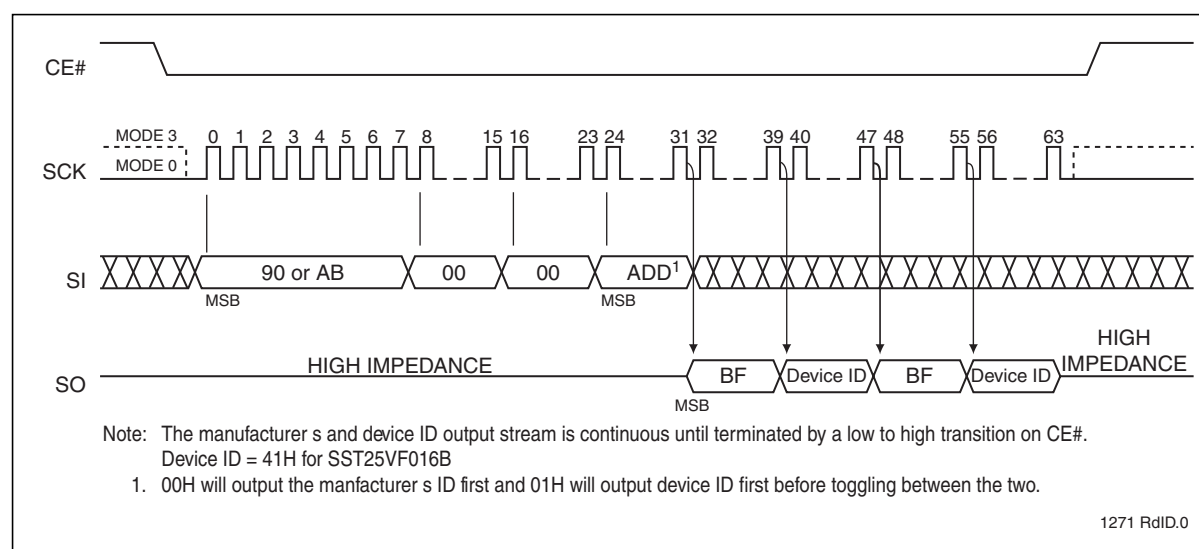 CE#
MODE 3 0 1 2 3 4 5 6 7 8 15 16 23 24 31 32 39 40 47 48 55 56 63
SCK MODE 0
SI 90 or AB 00 00 ADD1
MSB MSB
HIGH IMPEDANCE HIGH IMPEDANCE
SO BF Device ID BF Device ID
MSB
Note: The manufacturer s and device ID output stream is continuous until terminated by a low to high transition on CE#.
Device ID = 41H for SST25VF016B
1. 00H will output the manfacturer s ID first and 01H will output device ID first before toggling between the two.
1271 RdID.0